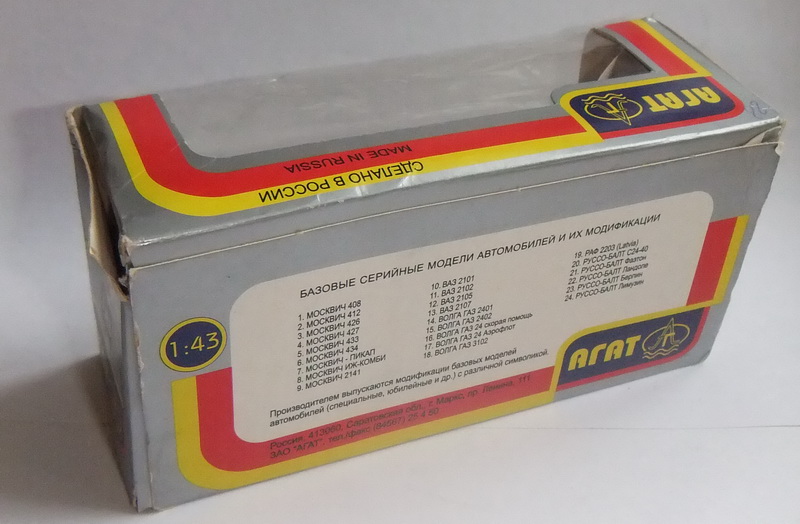 АГАТ
MADE IN RUSSIA
СДЕЛАНО В РОССИИ
БАЗОВЫЕ СЕРИЙНЫЕ МОДЕЛИ АВТОМОБИЛЕЙ И ИХ МОДИФИКАЦИИ
1. МОСКВИЧ 408
2. МОСКВИЧ 412
3. МОСКВИЧ 426
4. МОСКВИЧ 427
5. МОСКВИЧ 433
6. МОСКВИЧ 434
7. МОСКВИЧ - ПИКАП
8. МОСКВИЧ ИЖ-КОМБИ
9. МОСКВИЧ 2141
10. ВАЗ 2101
11. ВАЗ 2102
12. ВАЗ 2105
13. ВАЗ 2107
14. ВОЛГА ГАЗ 2401
15. ВОЛГА ГАЗ 2402
16. ВОЛГА ГАЗ 24 скорая помощь
17. ВОЛГА ГАЗ 24 Аэрофлот
18. ВОЛГА ГАЗ 3102
19. РАФ 2203 (Latvia)
20. РУССО-БАЛТ С24-40
21. РУССО-БАЛТ Фаэтон
22. РУССО-БАЛТ Ландоле
23. РУССО-БАЛТ Берлин
24. РУССО-БАЛТ Лимузин
1:43
Производителем выпускаются модификации базовых моделей
автомобилей (специальные, юбилейные и др.) с различной символикой.
АГАТ
Россия, 413090, Саратовская обл., г. Маркс, пр. Ленина, 111
ЗАО "АГАТ", тел./факс (84567) 25 4 80